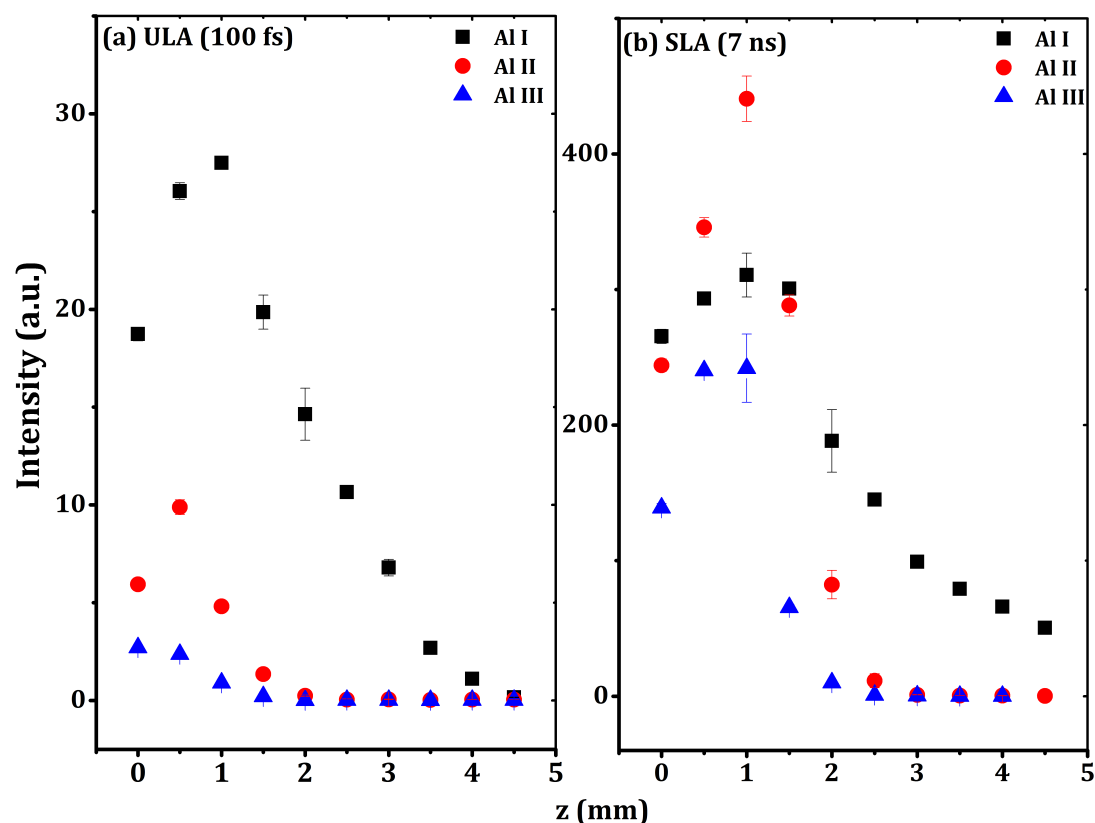 (a) ULA (100 fs)
Al I
Al II
Al III
30
20
10
0
0 1 2 3 4 5
Intensity (a.u.)
(b) SLA (7 ns)
Al I
Al II
Al III
400
200
0
0 1 2 3 4 5
z (mm)